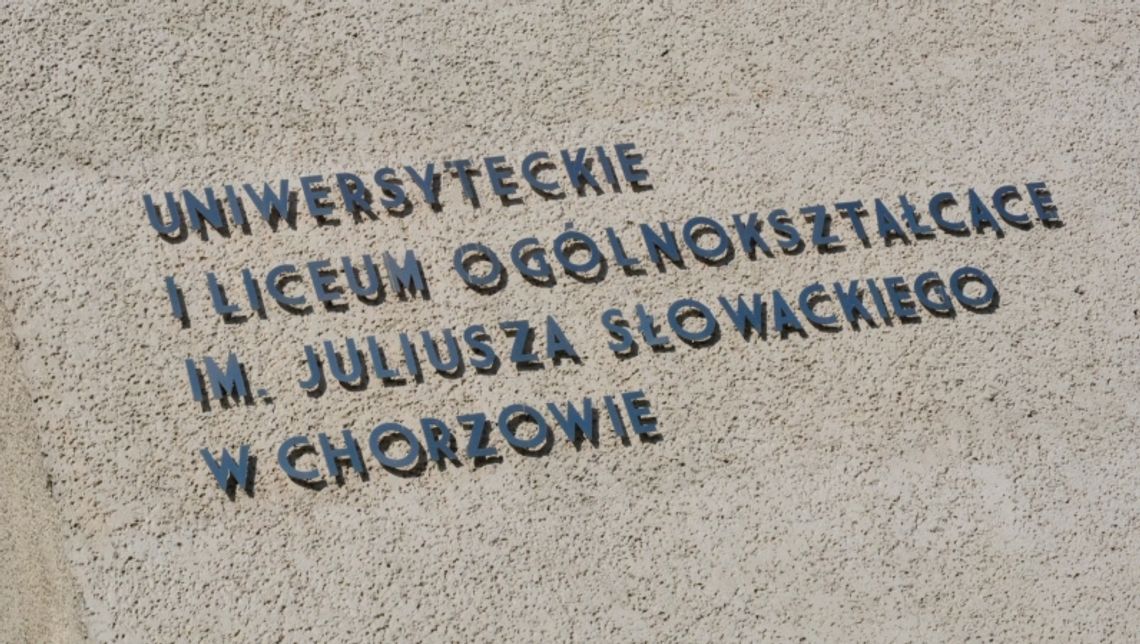 UNIWERSYTECKIE
I LICEUM OGÓLNOKSZTAŁCĄCE
IM. JULIUSZA SŁOWACKIEGO
W CHORZOWIE